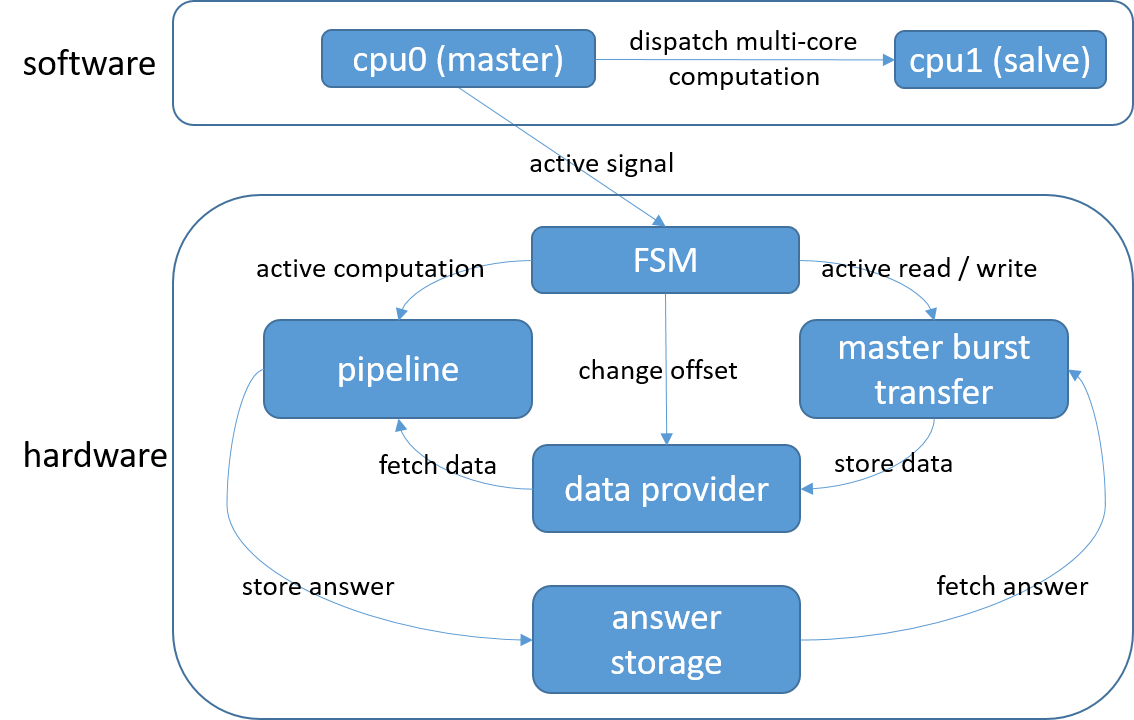 software
cpu0 (master)
dispatch multi-core
computation
cpu1 (salve)
active signal
hardware
FSM
active computation
active read / write
pipeline
change offset
master burst
transfer
fetch data
data provider
store data
store answer
answer
storage
fetch answer